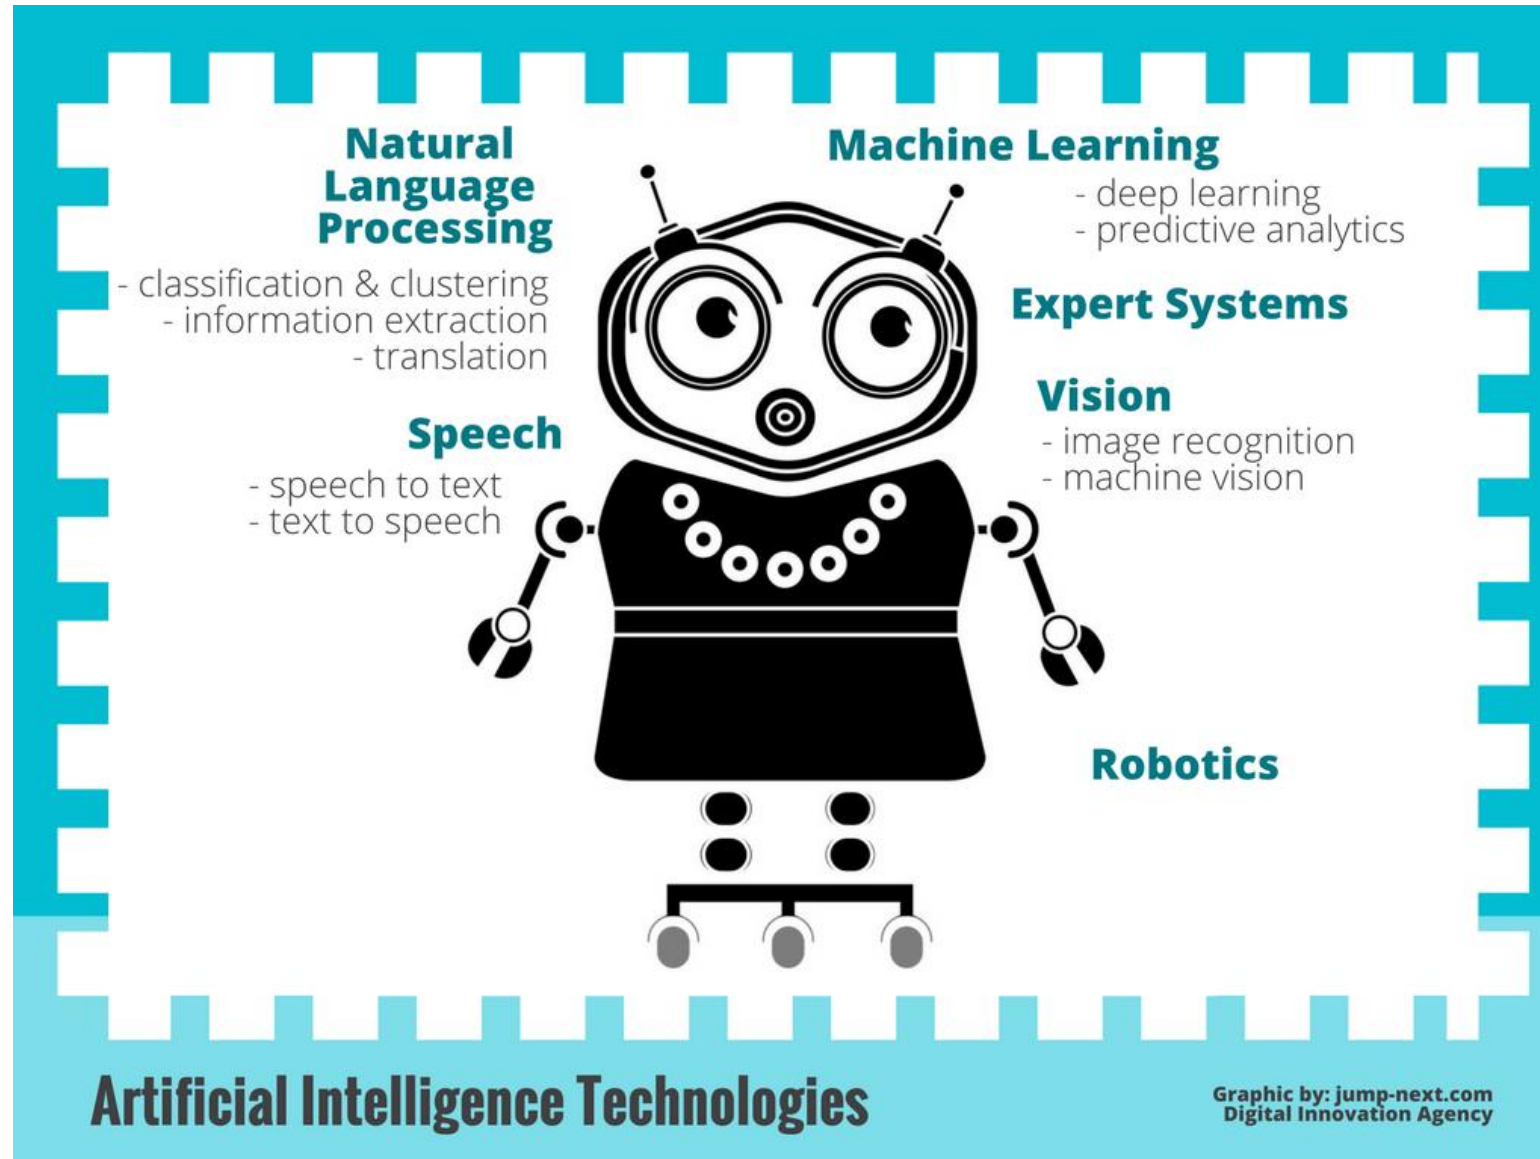 Natural
Language
Processing
- classification & clustering
- information extraction
- translation
Speech
- speech to text
- text to speech
Machine Learning
- deep learning
- predictive analytics
Expert Systems
Vision
- image recognition
- machine vision
Robotics
Artificial Intelligence Technologies
Graphic by: jump-next.com
Digital Innovation Agency